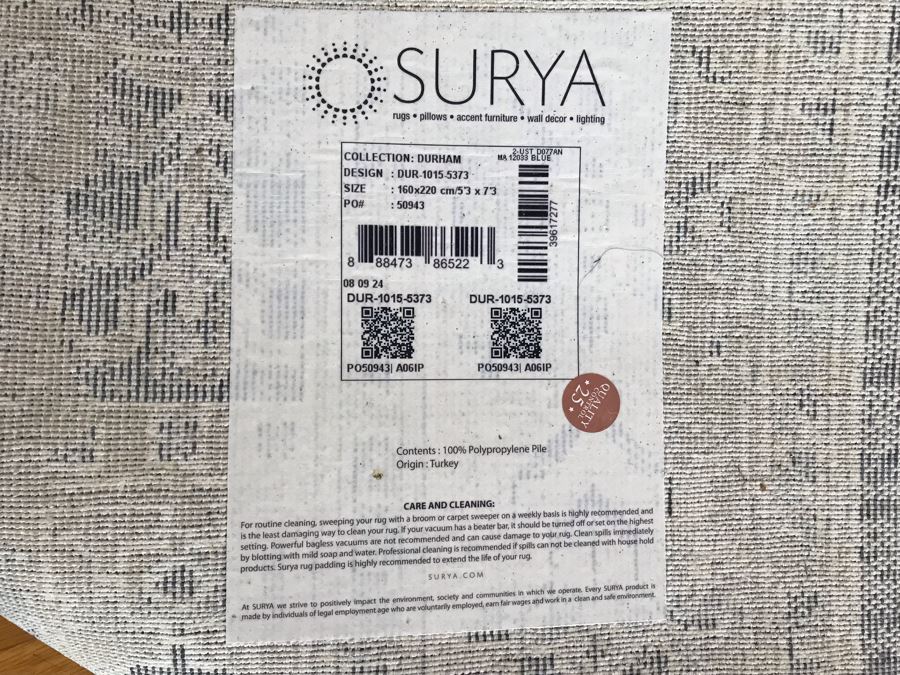 SURYA
rugs • pillows • accent furniture • wall décor • lighting
COLLECTION: DURHAM
2-UST_D077AN
HA 12033 BLUE
DESIGN : DUR-1015-5373
SIZE : 160x220 cm/5'3 x 7'3
PO# : 50943
39617277
8 88473 86522 3
08 09 24
DUR-1015-5373 DUR-1015-5373
PO50943| A06IP PO50943| A06IP
QUALITY
CONTROL
★ 25 ★
Contents : 100% Polypropylene Pile
Origin : Turkey
CARE AND CLEANING:
For routine cleaning, sweeping your rug with a broom or carpet sweeper on a weekly basis is highly recommended and
is the least damaging way to clean your rug. If your vacuum has a beater bar, it should be turned off or set on the highest
setting. Powerful bagless vacuums are not recommended and can cause damage to your rug. Clean spills immediately
by blotting with mild soap and water. Professional cleaning is recommended if spills can not be cleaned with house hold
products. Surya rug padding is highly recommended to extend the life of your rug.
SURYA.COM
At SURYA we strive to positively impact the environment, society and communities in which we operate. Every SURYA product is
made by individuals of legal employment age who are voluntarily employed, earn fair wages and work in a clean and safe environment.